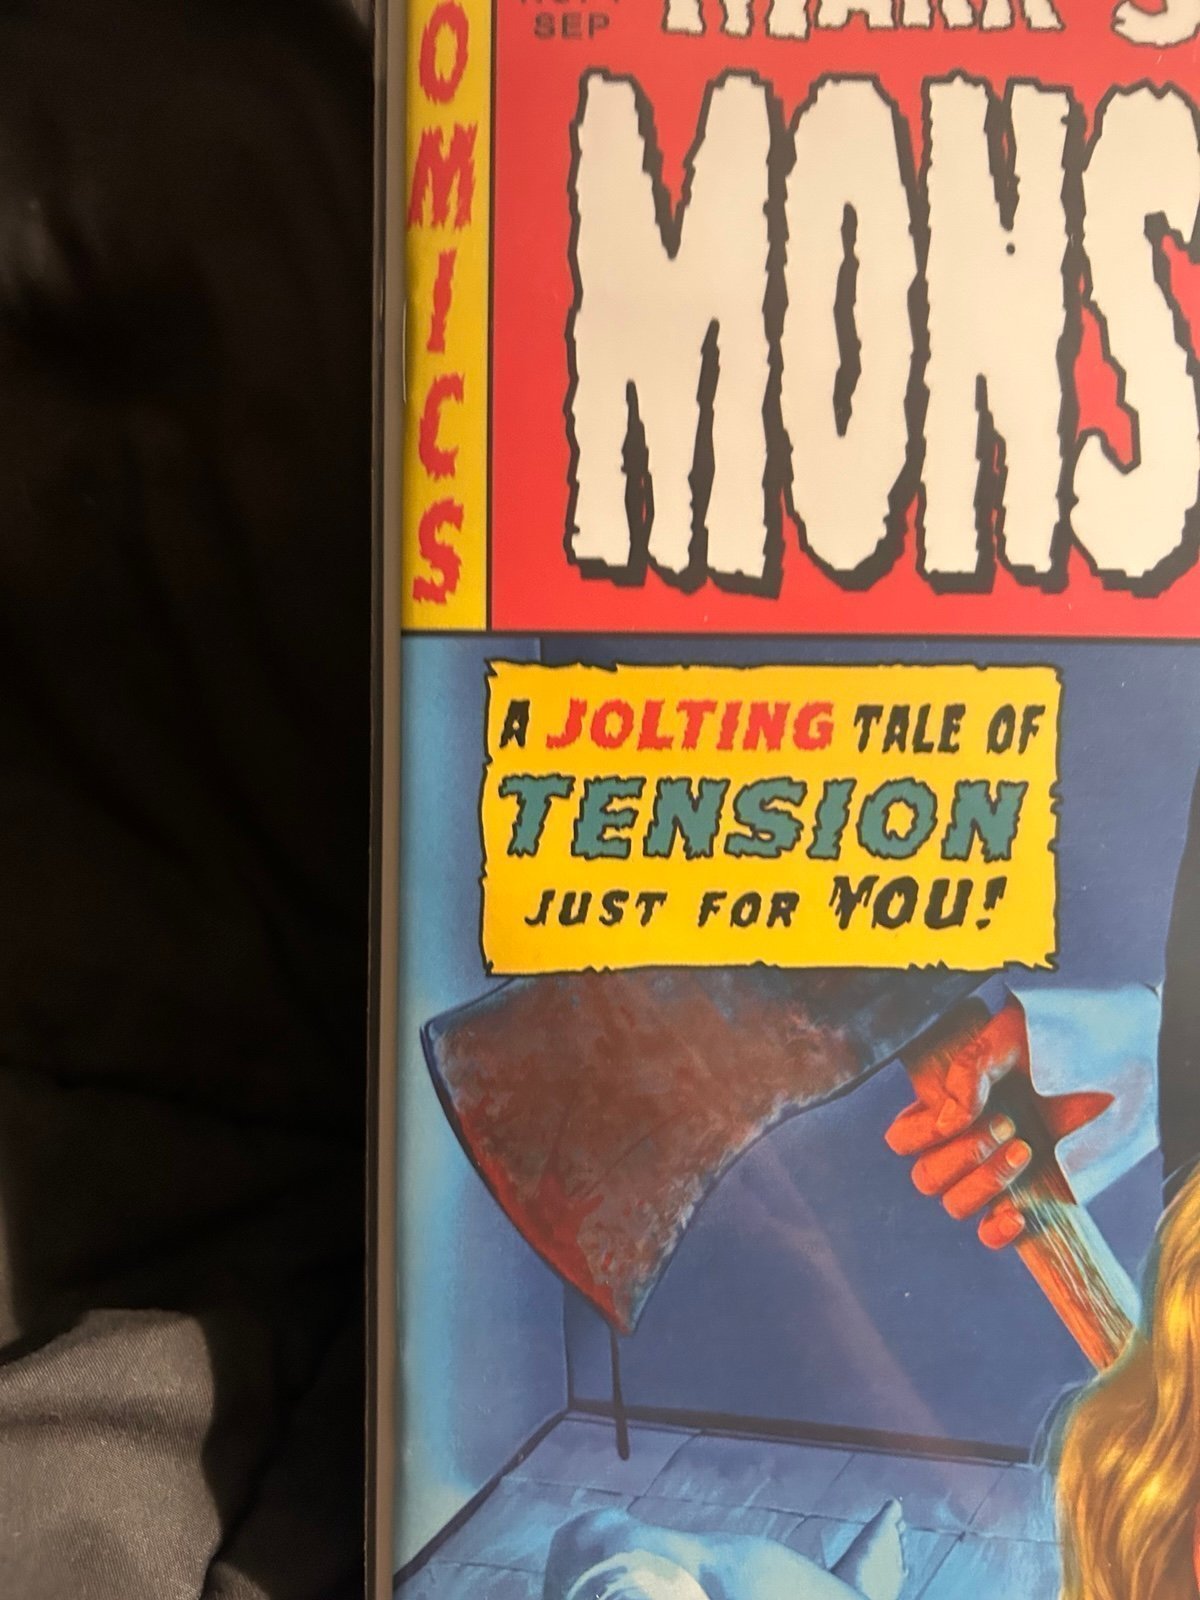 OMICS
SEP
MONS
A JOLTING TALE OF
TENSION
JUST FOR YOU!